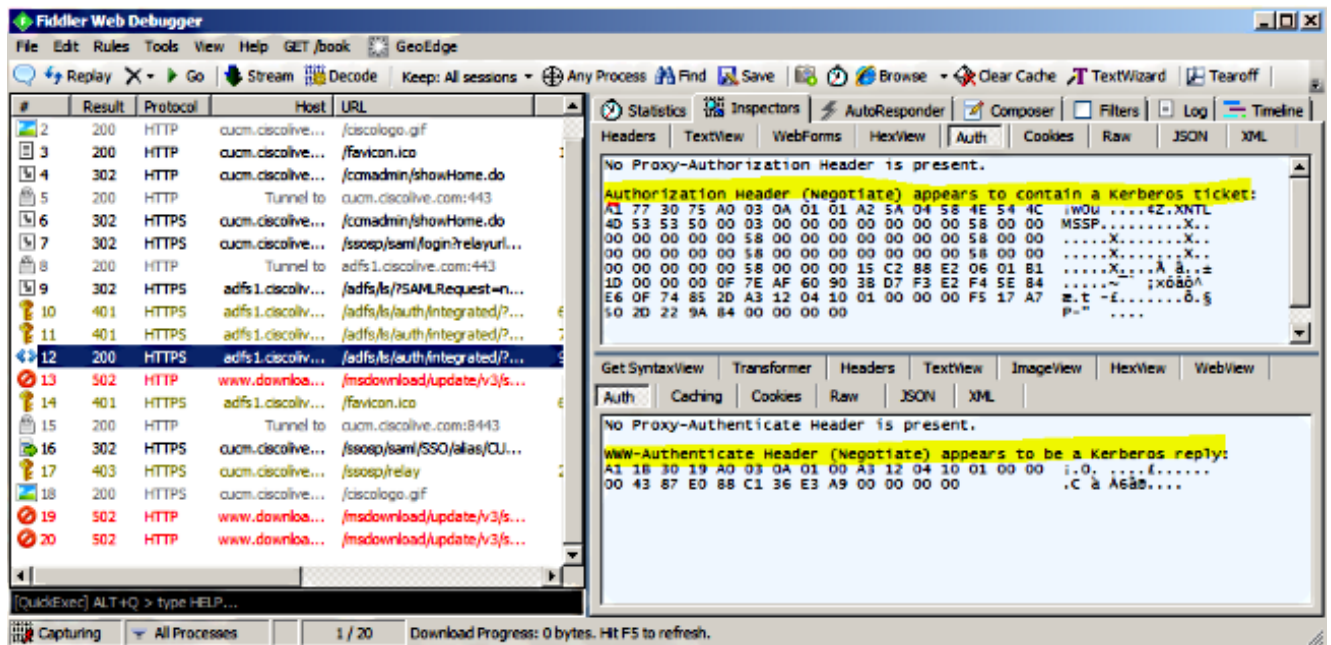 Fiddler Web Debugger
File Edit Rules Tools View Help GET /book GeoEdge
Replay Go Stream Decode Keep: All sessions Any Process Find Save Browse Clear Cache TextWizard Tearoff
# Result Protocol Host URL
2 200 HTTP cucm.ciscolive... /ciscologo.gif
3 200 HTTP cucm.ciscolive... /favicon.ico
4 302 HTTP cucm.ciscolive... /ccmadmin/showHome.do
5 200 HTTP Tunnel to cucm.ciscolive.com:443
6 302 HTTPS cucm.ciscolive... /ccmadmin/showHome.do
7 302 HTTPS cucm.ciscolive... /ssosp/saml/login?relayurl...
8 200 HTTP Tunnel to adfs1.ciscolive.com:443
9 302 HTTPS adfs1.ciscoliv... /adfs/ls/?SAMLRequest=n...
10 401 HTTPS adfs1.ciscoliv... /adfs/ls/auth/integrated/?...
11 401 HTTPS adfs1.ciscoliv... /adfs/ls/auth/integrated/?...
12 200 HTTPS adfs1.ciscoliv... /adfs/ls/auth/integrated/?...
13 502 HTTP www.downloa... /msdownload/update/v3/s...
14 401 HTTPS adfs1.ciscoliv... /favicon.ico
15 200 HTTP Tunnel to cucm.ciscolive.com:8443
16 302 HTTPS cucm.ciscolive... /ssosp/saml/SSO/alias/CU...
17 403 HTTPS cucm.ciscolive... /ssosp/relay
18 200 HTTPS cucm.ciscolive... /ciscologo.gif
19 502 HTTP www.downloa... /msdownload/update/v3/s...
20 502 HTTP www.downloa... /msdownload/update/v3/s...
[QuickExec] ALT+Q > type HELP...
Statistics Inspectors AutoResponder Composer Filters Log Timeline
Headers TextView WebForms HexView Auth Cookies Raw JSON XML
No Proxy-Authorization Header is present.
Authorization Header (Negotiate) appears to contain a Kerberos ticket:
A1 77 30 75 A0 03 0A 01 01 A2 5A 04 58 4E 54 4C ¡w0u ....¢Z.XNTL
4D 53 53 50 00 03 00 00 00 00 00 00 00 58 00 00 MSSP.........X..
00 00 00 00 00 58 00 00 00 00 00 00 00 58 00 00 .....X.......X..
00 00 00 00 00 58 00 00 00 00 00 00 00 58 00 00 .....X.......X..
00 00 00 00 00 58 00 00 00 15 C2 88 E2 06 01 B1
1D 00 00 00 0F 7E AF 60 90 3B D7 F3 E2 F4 5E 84
E6 0F 74 85 2D A3 12 04 10 01 00 00 00 F5 17 A7
50 2D 22 9A 84 00 00 00 00 P-" ....
Get SyntaxView Transformer Headers TextView ImageView HexView WebView
Auth Caching Cookies Raw JSON XML
No Proxy-Authenticate Header is present.
WWW-Authenticate Header (Negotiate) appears to be a Kerberos reply:
A1 1B 30 19 A0 03 0A 01 00 A3 12 04 10 01 00 00 ¡.0. ....£......
00 43 87 E0 88 C1 36 E3 A9 00 00 00 00
Capturing All Processes 1 / 20 Download Progress: 0 bytes. Hit F5 to refresh.